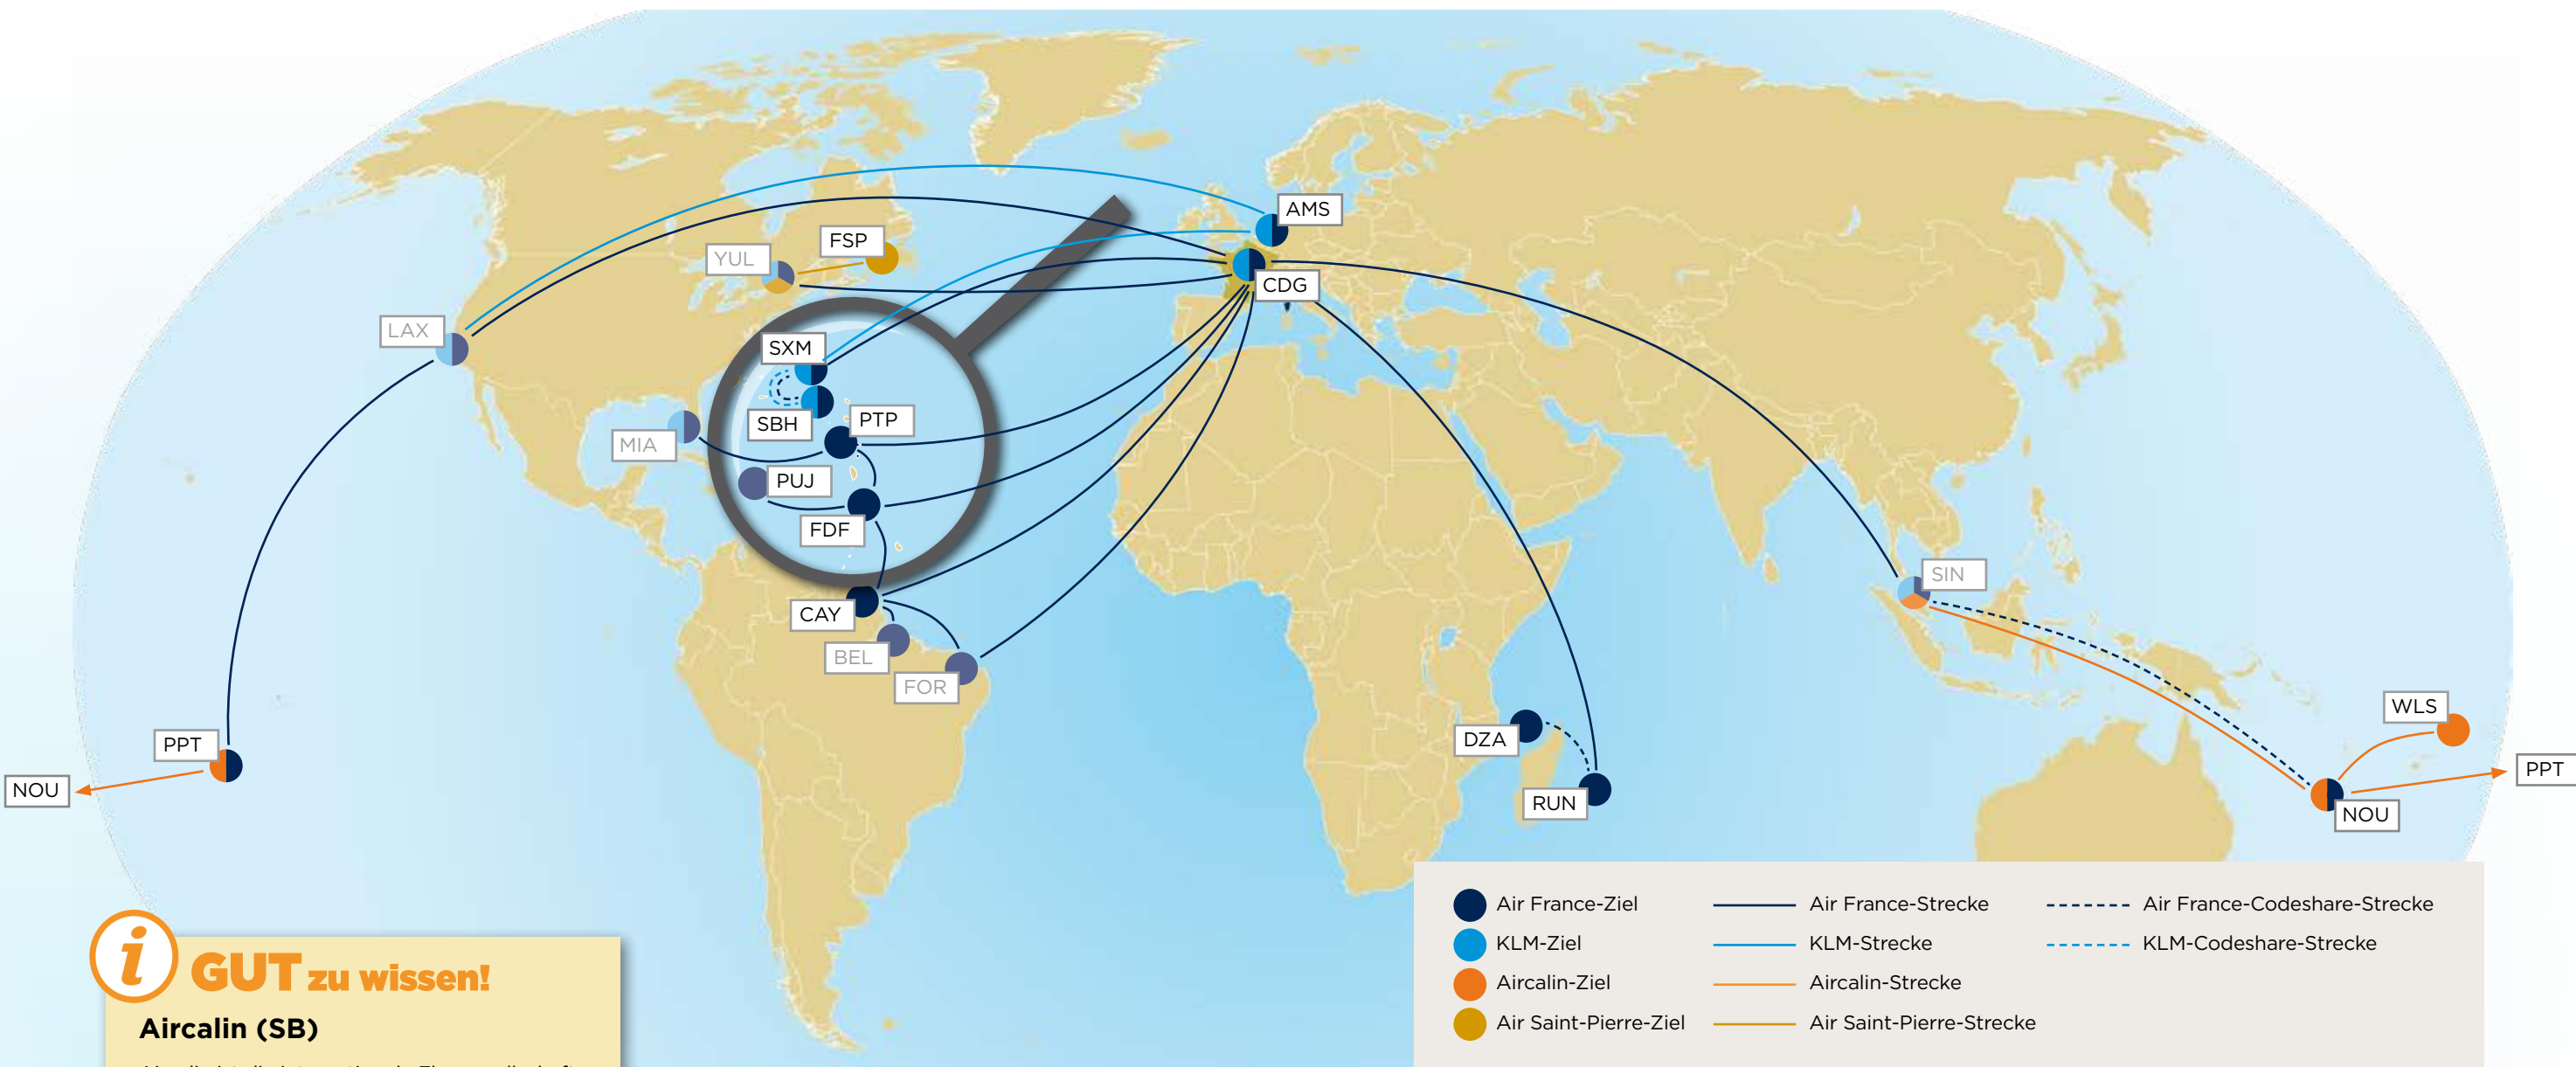 AMS
FSP
YUL
CDG
LAX
SXM
SBH
PTP
MIA
PUJ
FDF
SIN
CAY
BEL
FOR
WLS
PPT
DZA
NOU
PPT
RUN
NOU
Air France-Ziel
Air France-Strecke
Air France-Codeshare-Strecke
KLM-Ziel
KLM-Strecke
KLM-Codeshare-Strecke
Aircalin-Ziel
Aircalin-Strecke
Air Saint-Pierre-Ziel
Air Saint-Pierre-Strecke
i
GUT zu wissen!
Aircalin (SB)